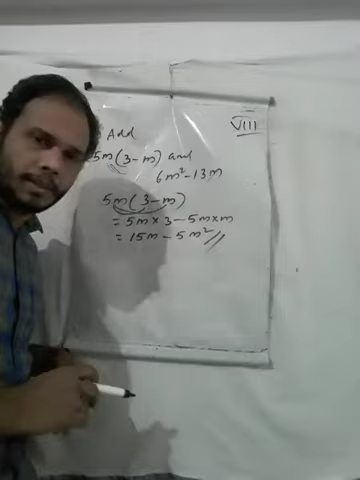 VIII
Add
5m(3-m) and
6m²-13m
5m(3-m)
= 5m×3-5m×m
= 15m-5m²//